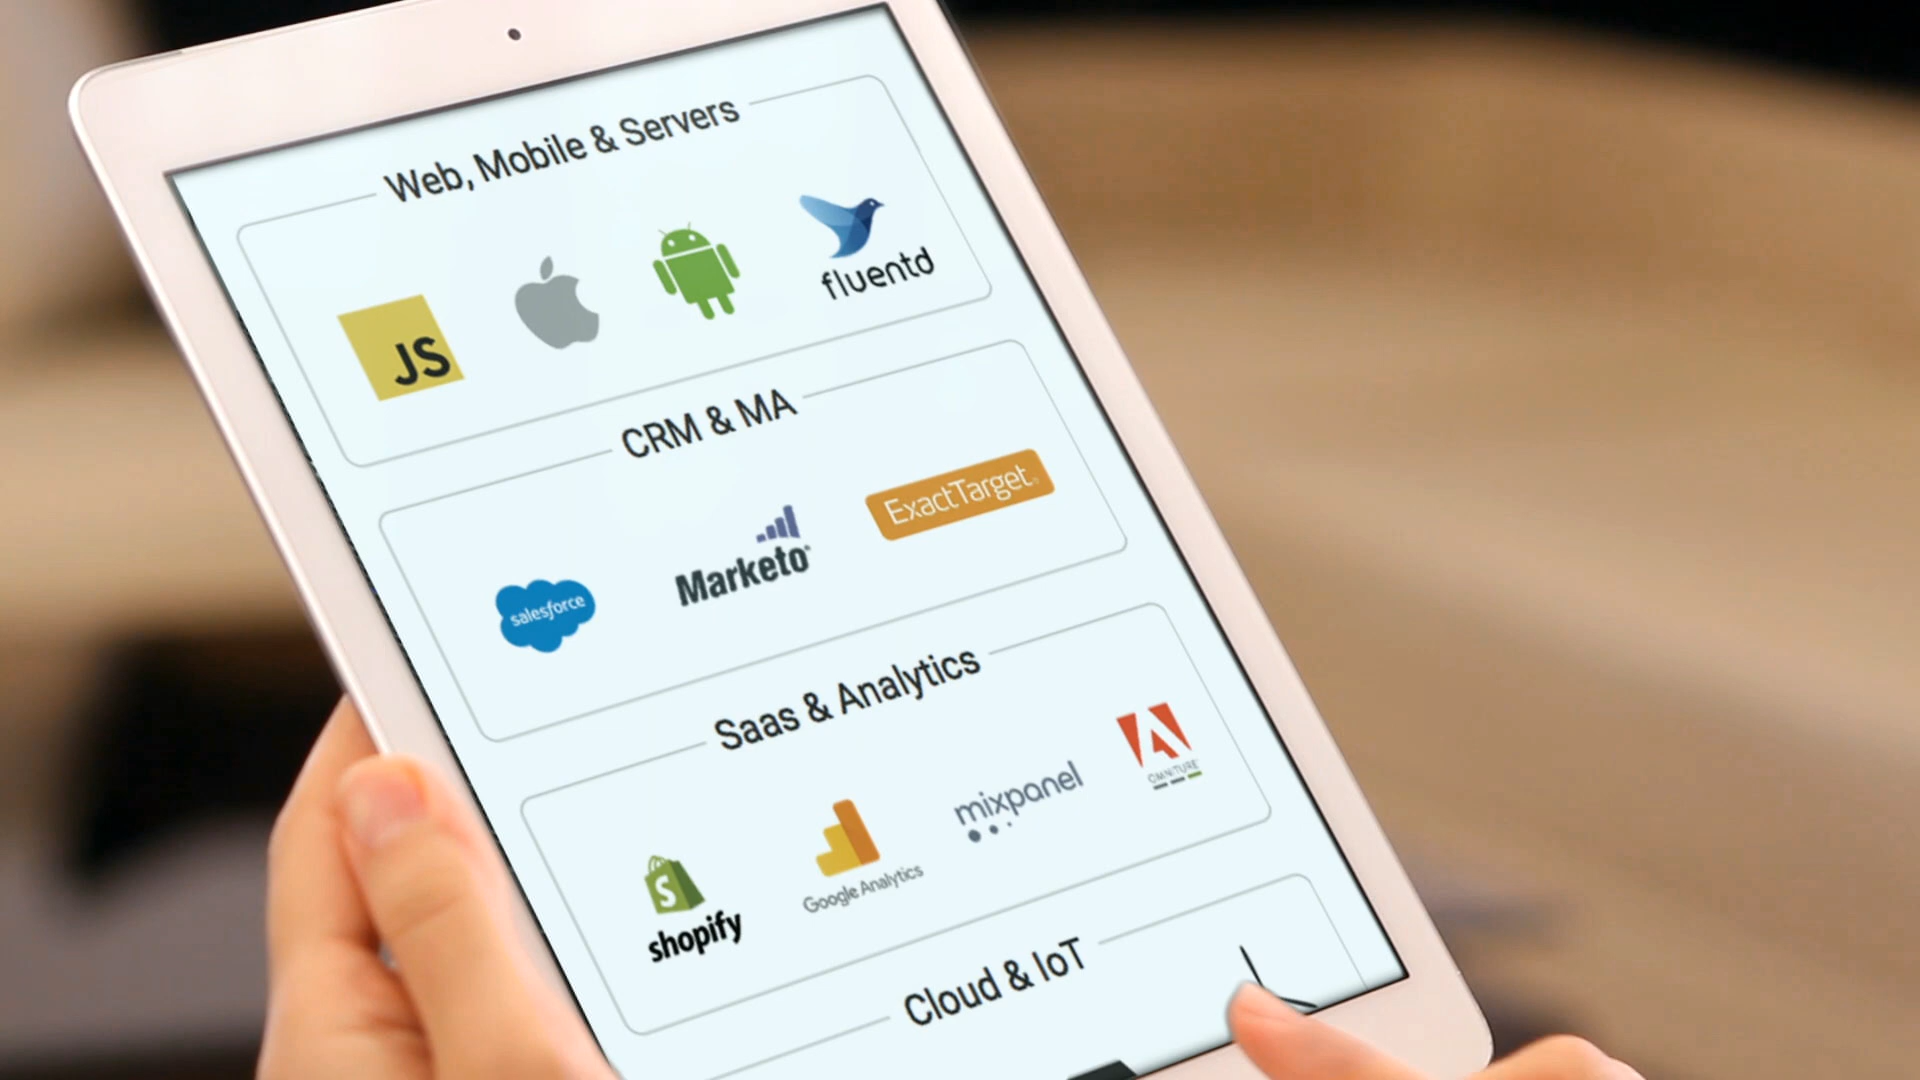 Web, Mobile & Servers
JS
fluentd
CRM & MA
salesforce
Marketo
ExactTarget
Saas & Analytics
S
shopify
Google Analytics
mixpanel
OMNITURE
Cloud & IoT